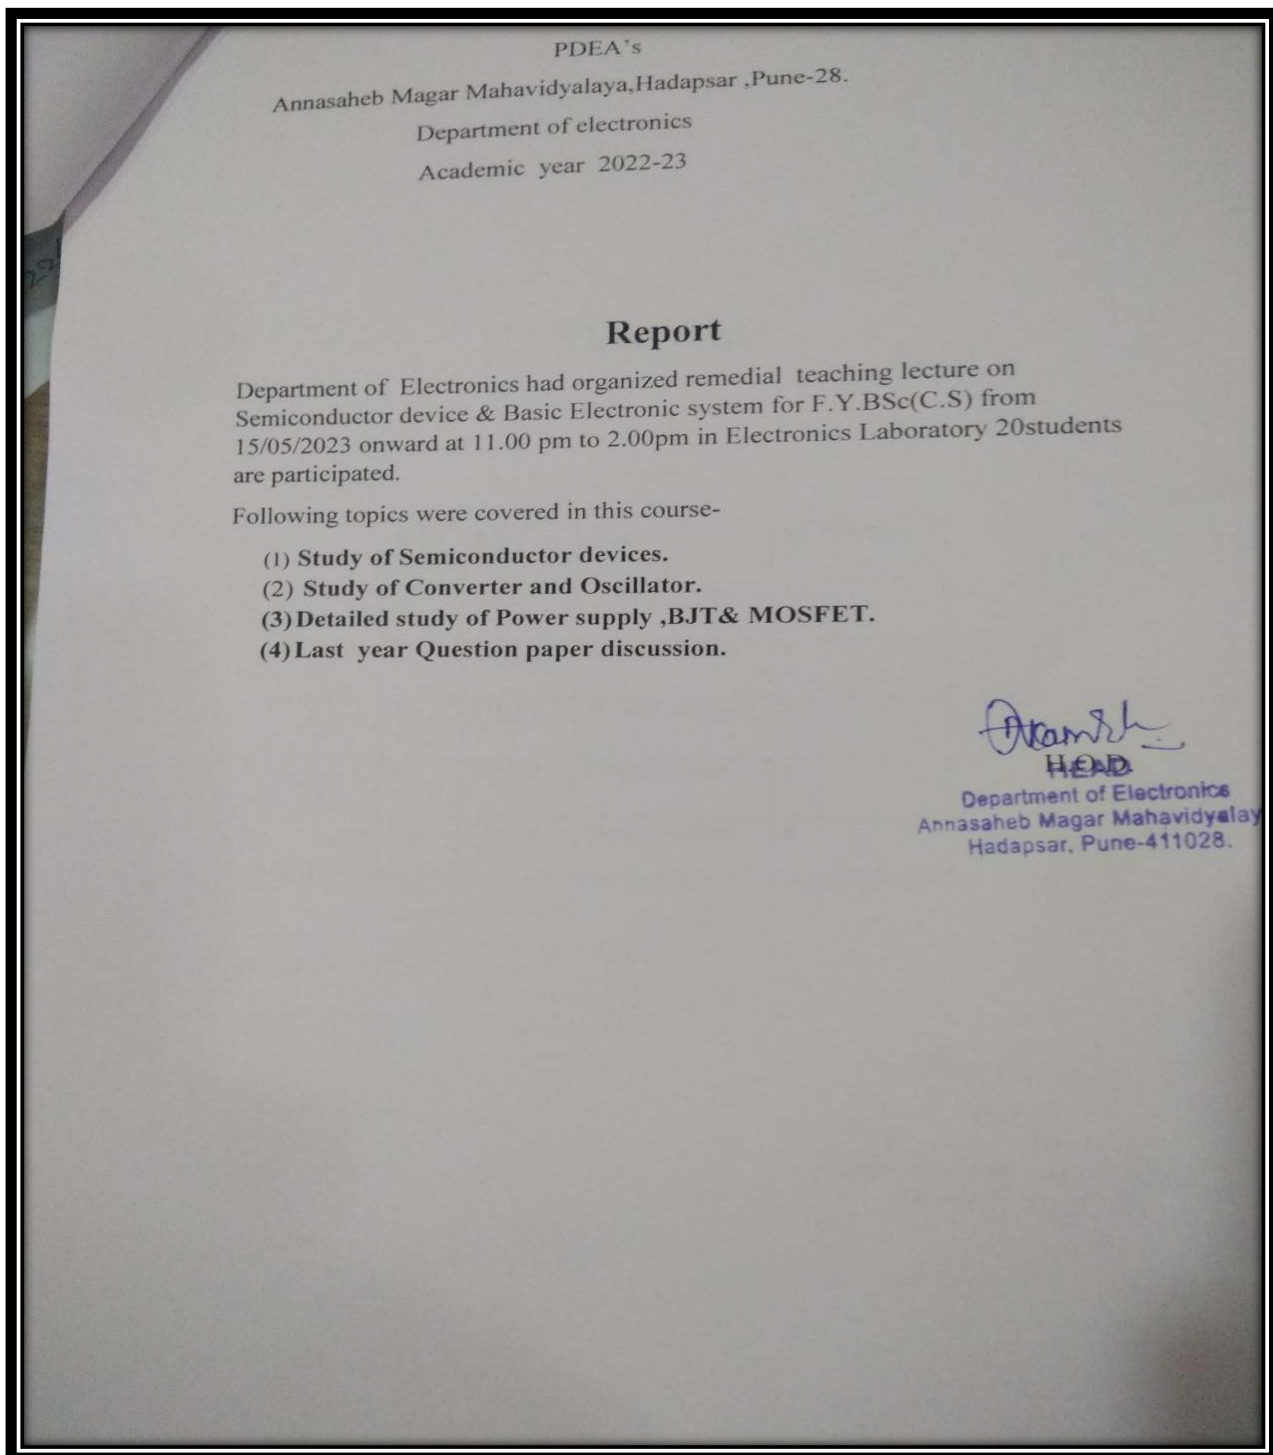 PDEA's
Annasaheb Magar Mahavidyalaya,Hadapsar ,Pune-28.
Department of electronics
Academic year 2022-23
Report
Department of Electronics had organized remedial teaching lecture on
Semiconductor device & Basic Electronic system for F.Y.BSc(C.S) from
15/05/2023 onward at 11.00 pm to 2.00pm in Electronics Laboratory 20students
are participated.
Following topics were covered in this course-
(1) Study of Semiconductor devices.
(2) Study of Converter and Oscillator.
(3)Detailed study of Power supply ,BJT& MOSFET.
(4)Last year Question paper discussion.
H.O.D.
HEAD
Department of Electronics
Annasaheb Magar Mahavidyalay
Hadapsar, Pune-411028.